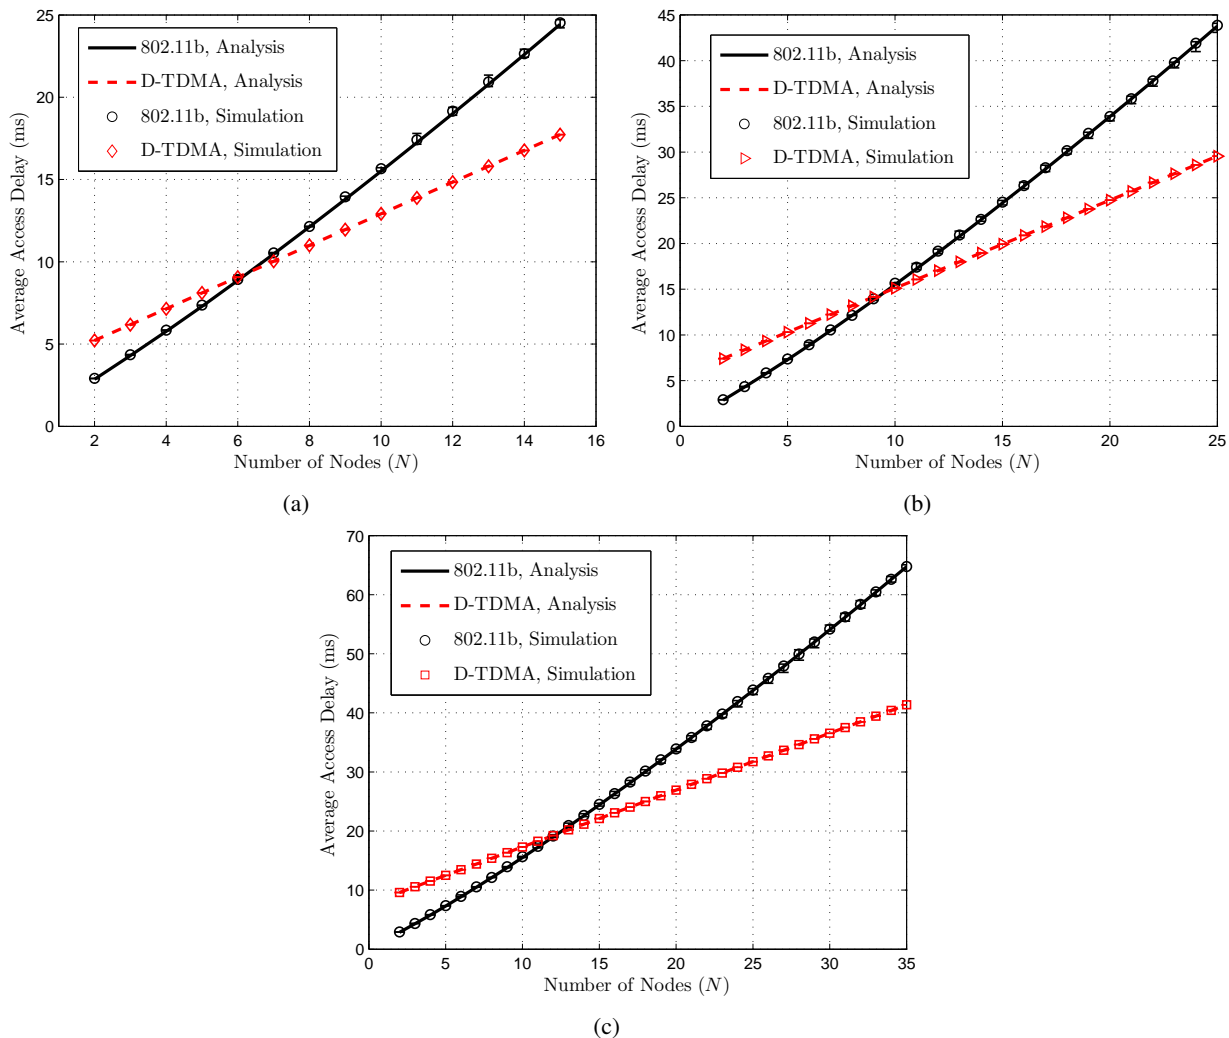 25
20
15
10
5
0
Average Access Delay (ms)
802.11b, Analysis
D-TDMA, Analysis
802.11b, Simulation
D-TDMA, Simulation
2 4 6 8 10 12 14 16
Number of Nodes (N)
(a)
45
40
35
30
25
20
15
10
5
0
Average Access Delay (ms)
802.11b, Analysis
D-TDMA, Analysis
802.11b, Simulation
D-TDMA, Simulation
0 5 10 15 20 25
Number of Nodes (N)
(b)
70
60
50
40
30
20
10
0
Average Access Delay (ms)
802.11b, Analysis
D-TDMA, Analysis
802.11b, Simulation
D-TDMA, Simulation
0 5 10 15 20 25 30 35
Number of Nodes (N)
(c)